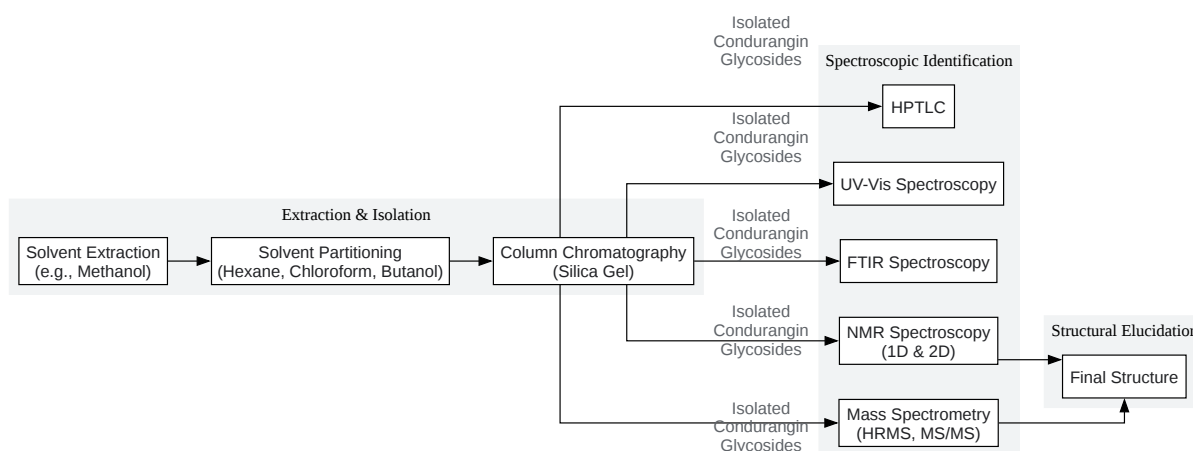 Isolated
Condurangin
Glycosides
Spectroscopic Identification
HPTLC
Isolated
Condurangin
Glycosides
UV-Vis Spectroscopy
Extraction & Isolation
Solvent Extraction
(e.g., Methanol)
Solvent Partitioning
(Hexane, Chloroform, Butanol)
Column Chromatography
(Silica Gel)
Isolated
Condurangin
Glycosides
FTIR Spectroscopy
Isolated
Condurangin
Glycosides
NMR Spectroscopy
(1D & 2D)
Structural Elucidation
Final Structure
Isolated
Condurangin
Glycosides
Mass Spectrometry
(HRMS, MS/MS)